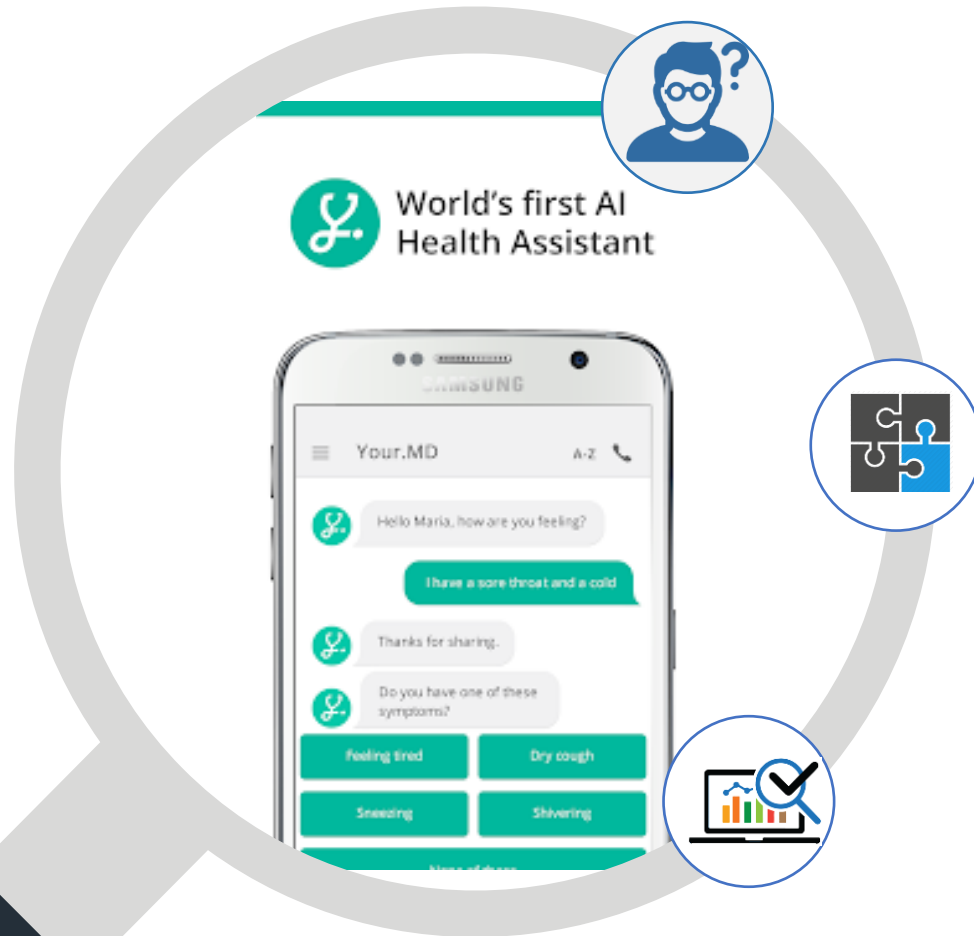 World's first AI
Health Assistant
SAMSUNG
Your.MD
A-Z
Hello Maria, how are you feeling?
I have a sore throat and a cold
Thanks for sharing.
Do you have one of these
symptoms?
Feeling tired
Dry cough
Sneezing
Shivering